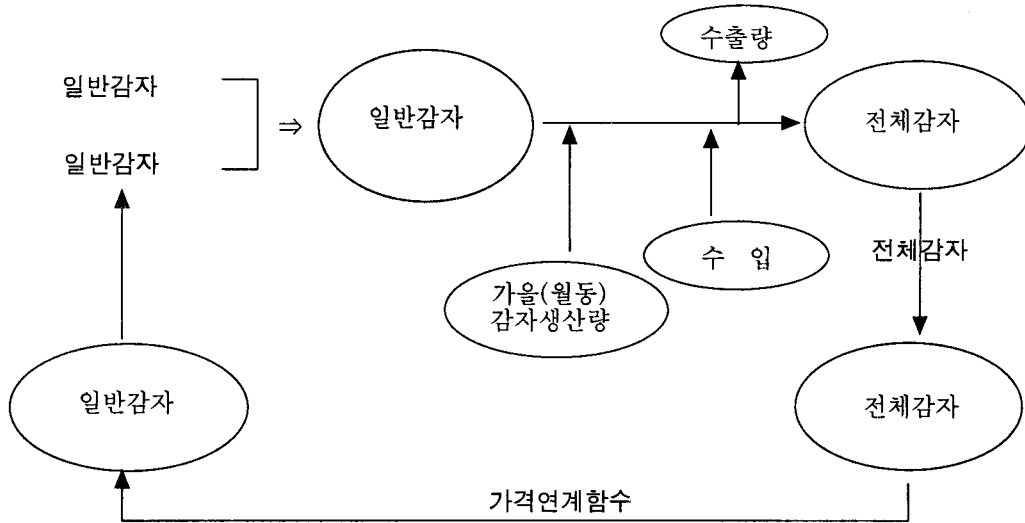 수출량
일반감자
⇒
일반감자
전체감자
일반감자
수 입
전체감자
가을(월동)
감자생산량
일반감자
전체감자
가격연계함수